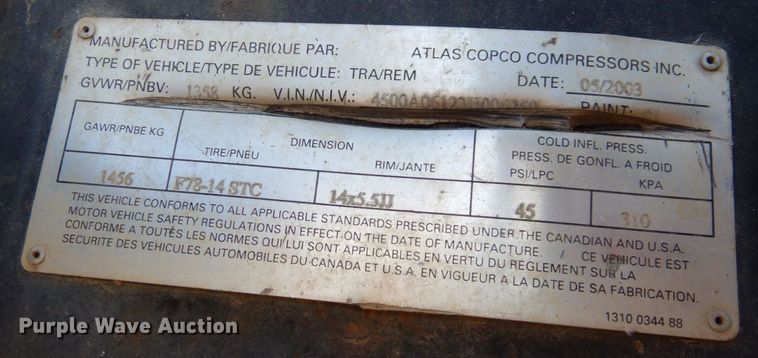 MANUFACTURED BY/FABRIQUE PAR: ATLAS COPCO COMPRESSORS INC.
TYPE OF VEHICLE/TYPE DE VEHICULE: TRA/REM DATE: 05/2003
GVWR/PNBV: 1358 KG. V.I.N./N.I.V.: PAINT:
GAWR/PNBE KG DIMENSION COLD INFL. PRESS.
PRESS. DE GONFL. A FROID
TIRE/PNEU RIM/JANTE PSI/LPC KPA
1456 F78-14 STC 14x5.5JJ 45 310
THIS VEHICLE CONFORMS TO ALL APPLICABLE STANDARDS PRESCRIBED UNDER THE CANADIAN AND U.S.A.
MOTOR VEHICLE SAFETY REGULATIONS IN EFFECT ON THE DATE OF MANUFACTURE. / CE VEHICULE EST
CONFORME A TOUTES LES NORMES QUI LUI SONT APPLICABLES EN VERTU DU REGLEMENT SUR LA
SECURITE DES VEHICULES AUTOMOBILES DU CANADA ET U.S.A. EN VIGUEUR A LA DATE DE SA FABRICATION.
1310 0344 88
Purple Wave Auction